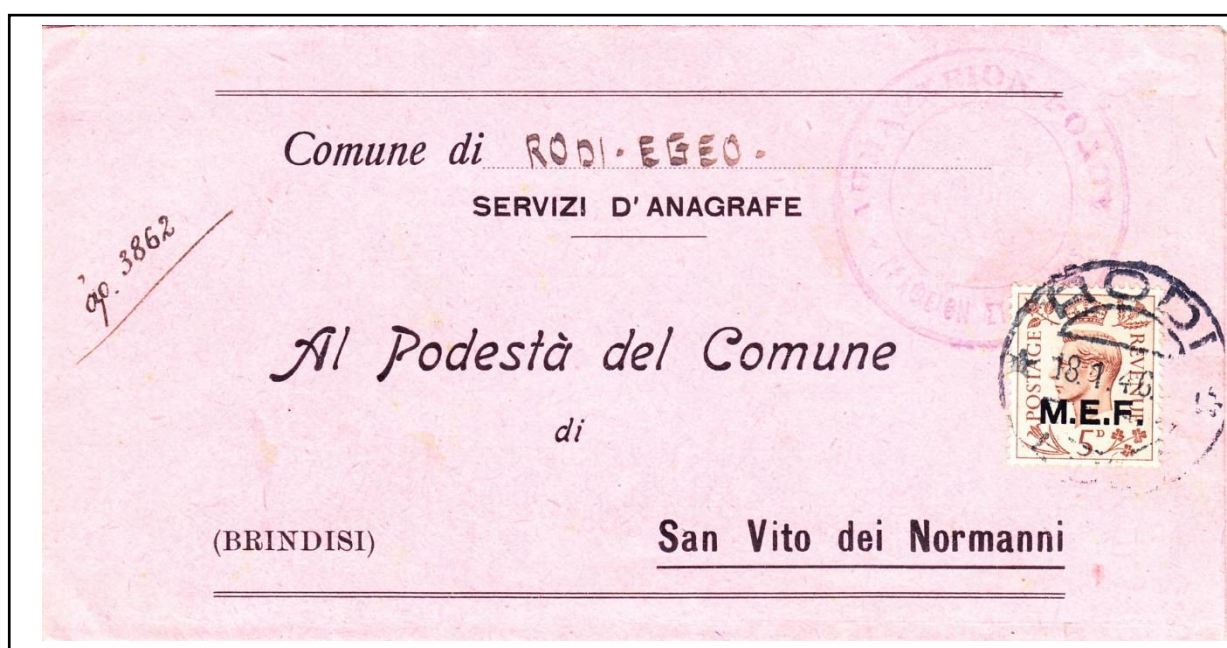 Comune di RODI-EGEO-
SERVIZI D'ANAGRAFE
3862
Al Podestà del Comune
di
(BRINDISI)
San Vito dei Normanni
RODI
POSTAGE
REVENUE
M.E.F.
5D